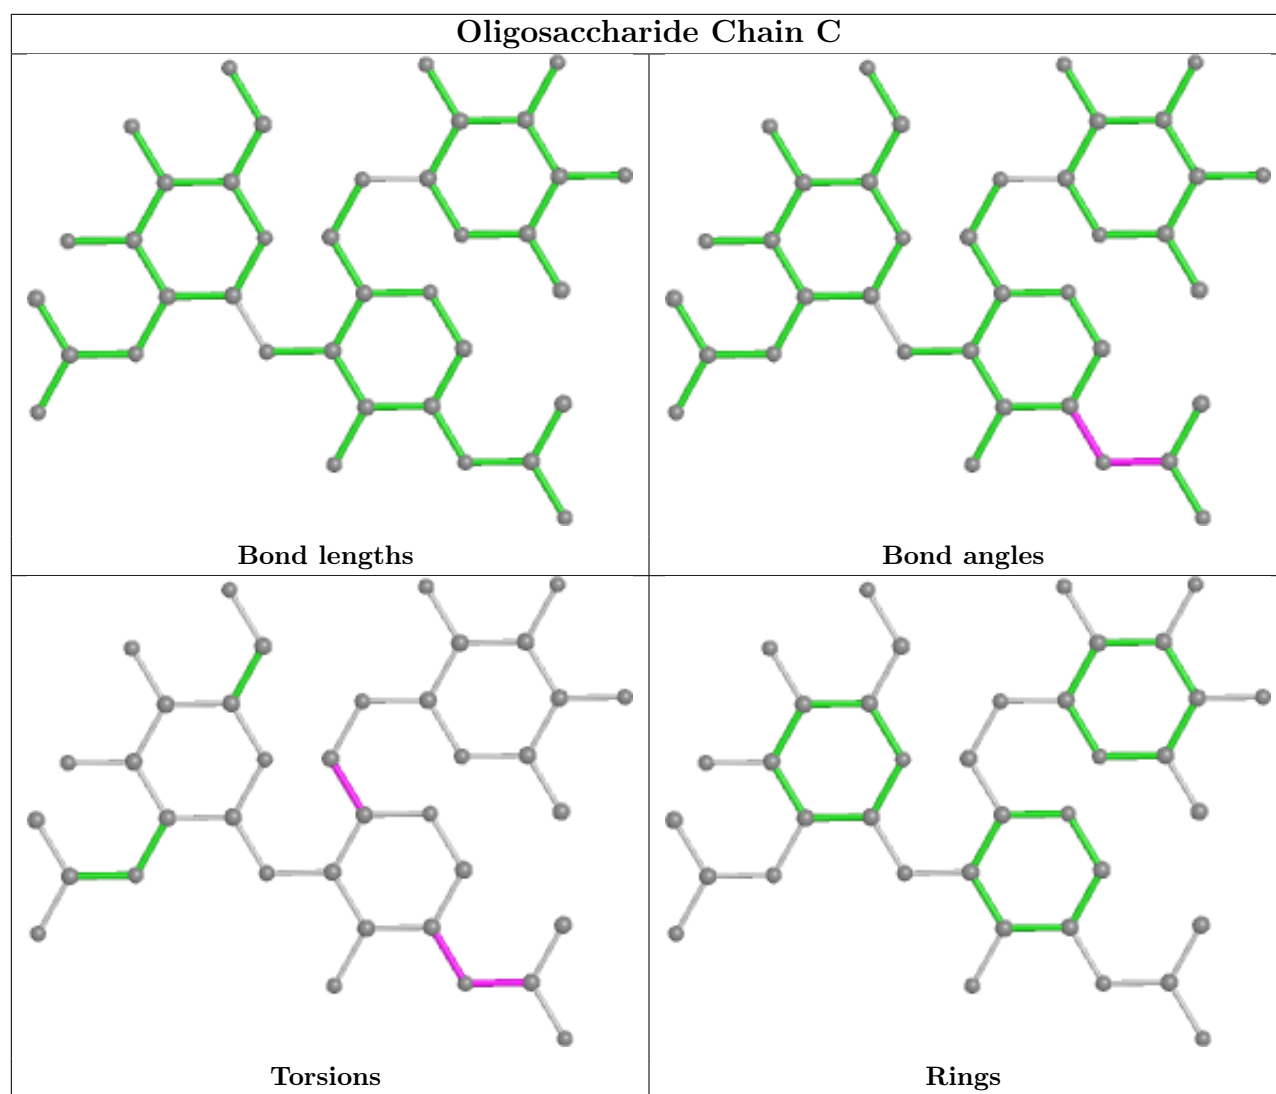 Oligosaccharide Chain C
Bond lengths
Bond angles
Torsions
Rings